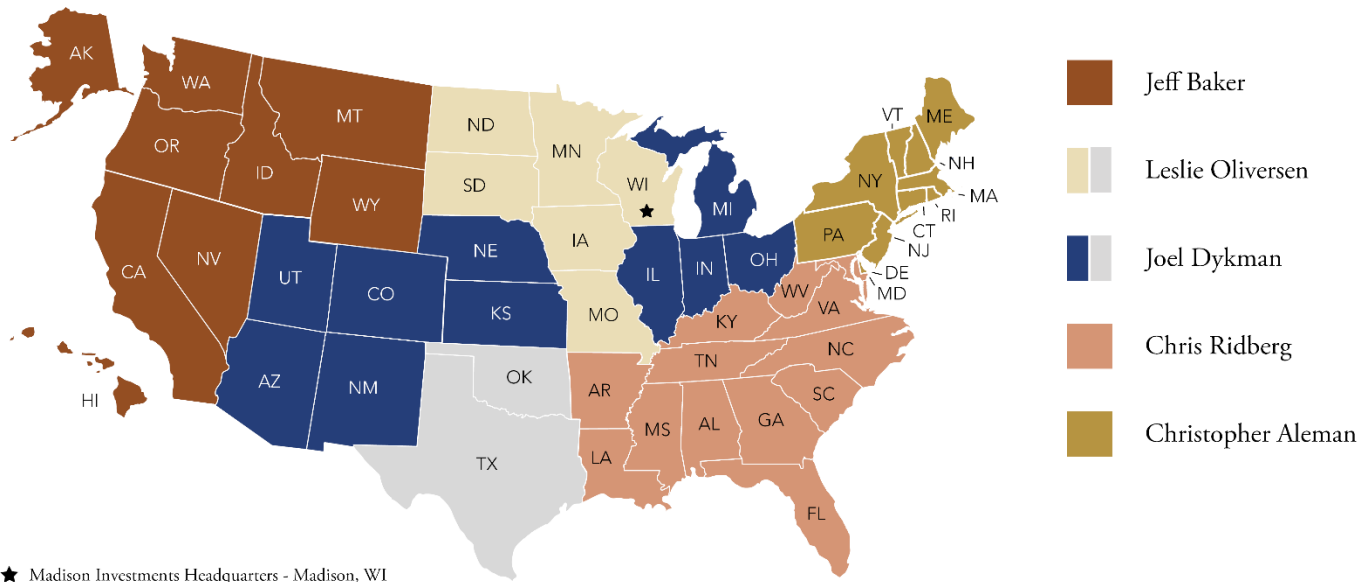 AK
WA
MT
ND
MN
VT
ME
OR
ID
SD
WI
NH
NY
WY
MI
MA
RI
CT
PA
NJ
IA
NE
OH
IL
IN
DE
MD
CA
NV
UT
CO
KS
MO
WV
VA
KY
NC
TN
OK
AR
SC
AZ
NM
GA
AL
MS
HI
LA
TX
FL
Jeff Baker
Leslie Oliversen
Joel Dykman
Chris Ridberg
Christopher Aleman
★ Madison Investments Headquarters - Madison, WI